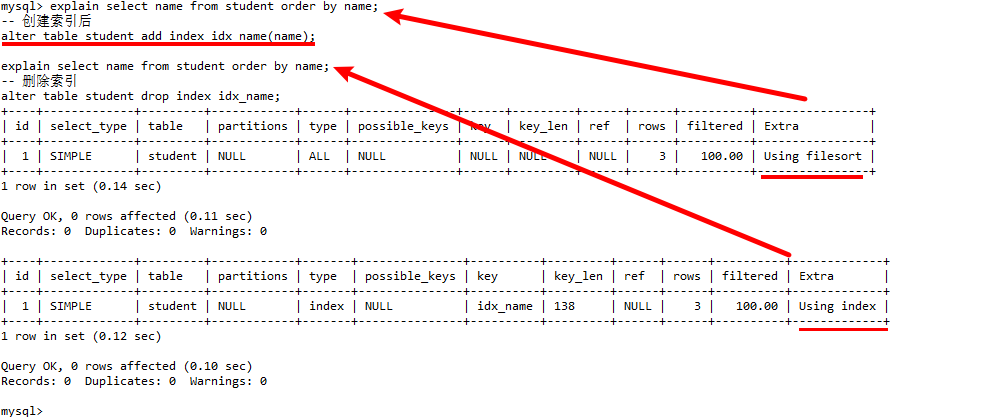 mysql> explain select name from student order by name;
-- 创建索引后
alter table student add index idx_name(name);
explain select name from student order by name;
-- 删除索引
alter table student drop index idx_name;
+----+-------------+---------+------------+------+---------------+------+---------+------+------+----------+----------------+
| id | select_type | table   | partitions | type | possible_keys | key  | key_len | ref  | rows | filtered | Extra          |
+----+-------------+---------+------------+------+---------------+------+---------+------+------+----------+----------------+
|  1 | SIMPLE      | student | NULL       | ALL  | NULL          | NULL | NULL    | NULL |    3 |   100.00 | Using filesort |
+----+-------------+---------+------------+------+---------------+------+---------+------+------+----------+----------------+
1 row in set (0.14 sec)
Query OK, 0 rows affected (0.11 sec)
Records: 0  Duplicates: 0  Warnings: 0
+----+-------------+---------+------------+-------+---------------+----------+---------+------+------+----------+-------------+
| id | select_type | table   | partitions | type  | possible_keys | key      | key_len | ref  | rows | filtered | Extra       |
+----+-------------+---------+------------+-------+---------------+----------+---------+------+------+----------+-------------+
|  1 | SIMPLE      | student | NULL       | index | NULL          | idx_name | 138     | NULL |    3 |   100.00 | Using index |
+----+-------------+---------+------------+-------+---------------+----------+---------+------+------+----------+-------------+
1 row in set (0.12 sec)
Query OK, 0 rows affected (0.10 sec)
Records: 0  Duplicates: 0  Warnings: 0
mysql>